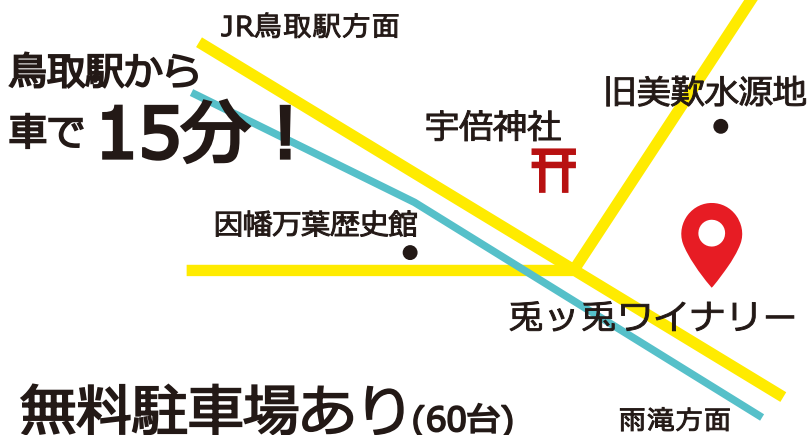 JR鳥取駅方面
鳥取駅から
車で15分！
旧美歎水源地
宇倍神社
因幡万葉歴史館
兎ッ兎ワイナリー
無料駐車場あり(60台)
雨滝方面